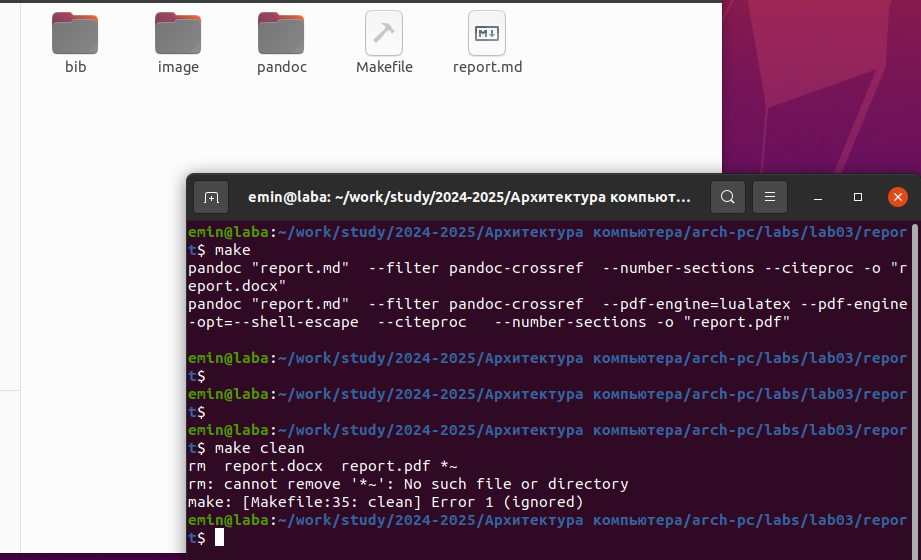 bib
image
pandoc
Makefile
report.md
emin@laba: ~/work/study/2024-2025/Архитектура компьют...
emin@laba:~/work/study/2024-2025/Архитектура компьютера/arch-pc/labs/lab03/repor
t$ make
pandoc "report.md"  --filter pandoc-crossref  --number-sections --citeproc -o "r
eport.docx"
pandoc "report.md"  --filter pandoc-crossref  --pdf-engine=lualatex --pdf-engine
-opt=--shell-escape  --citeproc   --number-sections -o "report.pdf"
emin@laba:~/work/study/2024-2025/Архитектура компьютера/arch-pc/labs/lab03/repor
t$
emin@laba:~/work/study/2024-2025/Архитектура компьютера/arch-pc/labs/lab03/repor
t$
emin@laba:~/work/study/2024-2025/Архитектура компьютера/arch-pc/labs/lab03/repor
t$ make clean
rm  report.docx  report.pdf *~
rm: cannot remove '*~': No such file or directory
make: [Makefile:35: clean] Error 1 (ignored)
emin@laba:~/work/study/2024-2025/Архитектура компьютера/arch-pc/labs/lab03/repor
t$